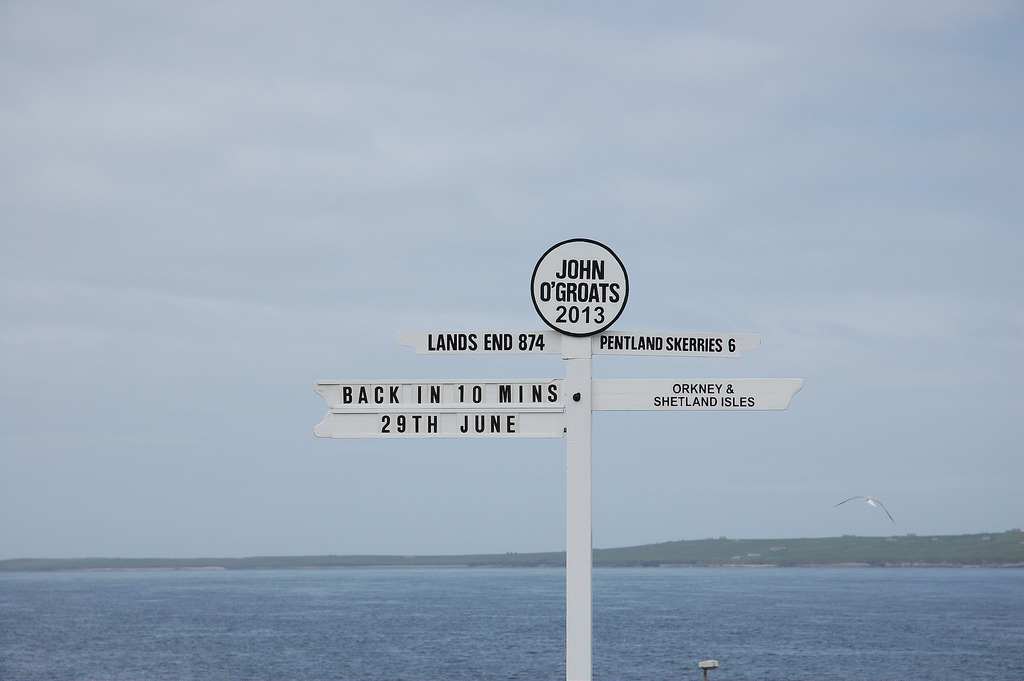 JOHN
O'GROATS
2013
LANDS END 874
PENTLAND SKERRIES 6
BACK IN 10 MINS
29TH JUNE
ORKNEY &
SHETLAND ISLES